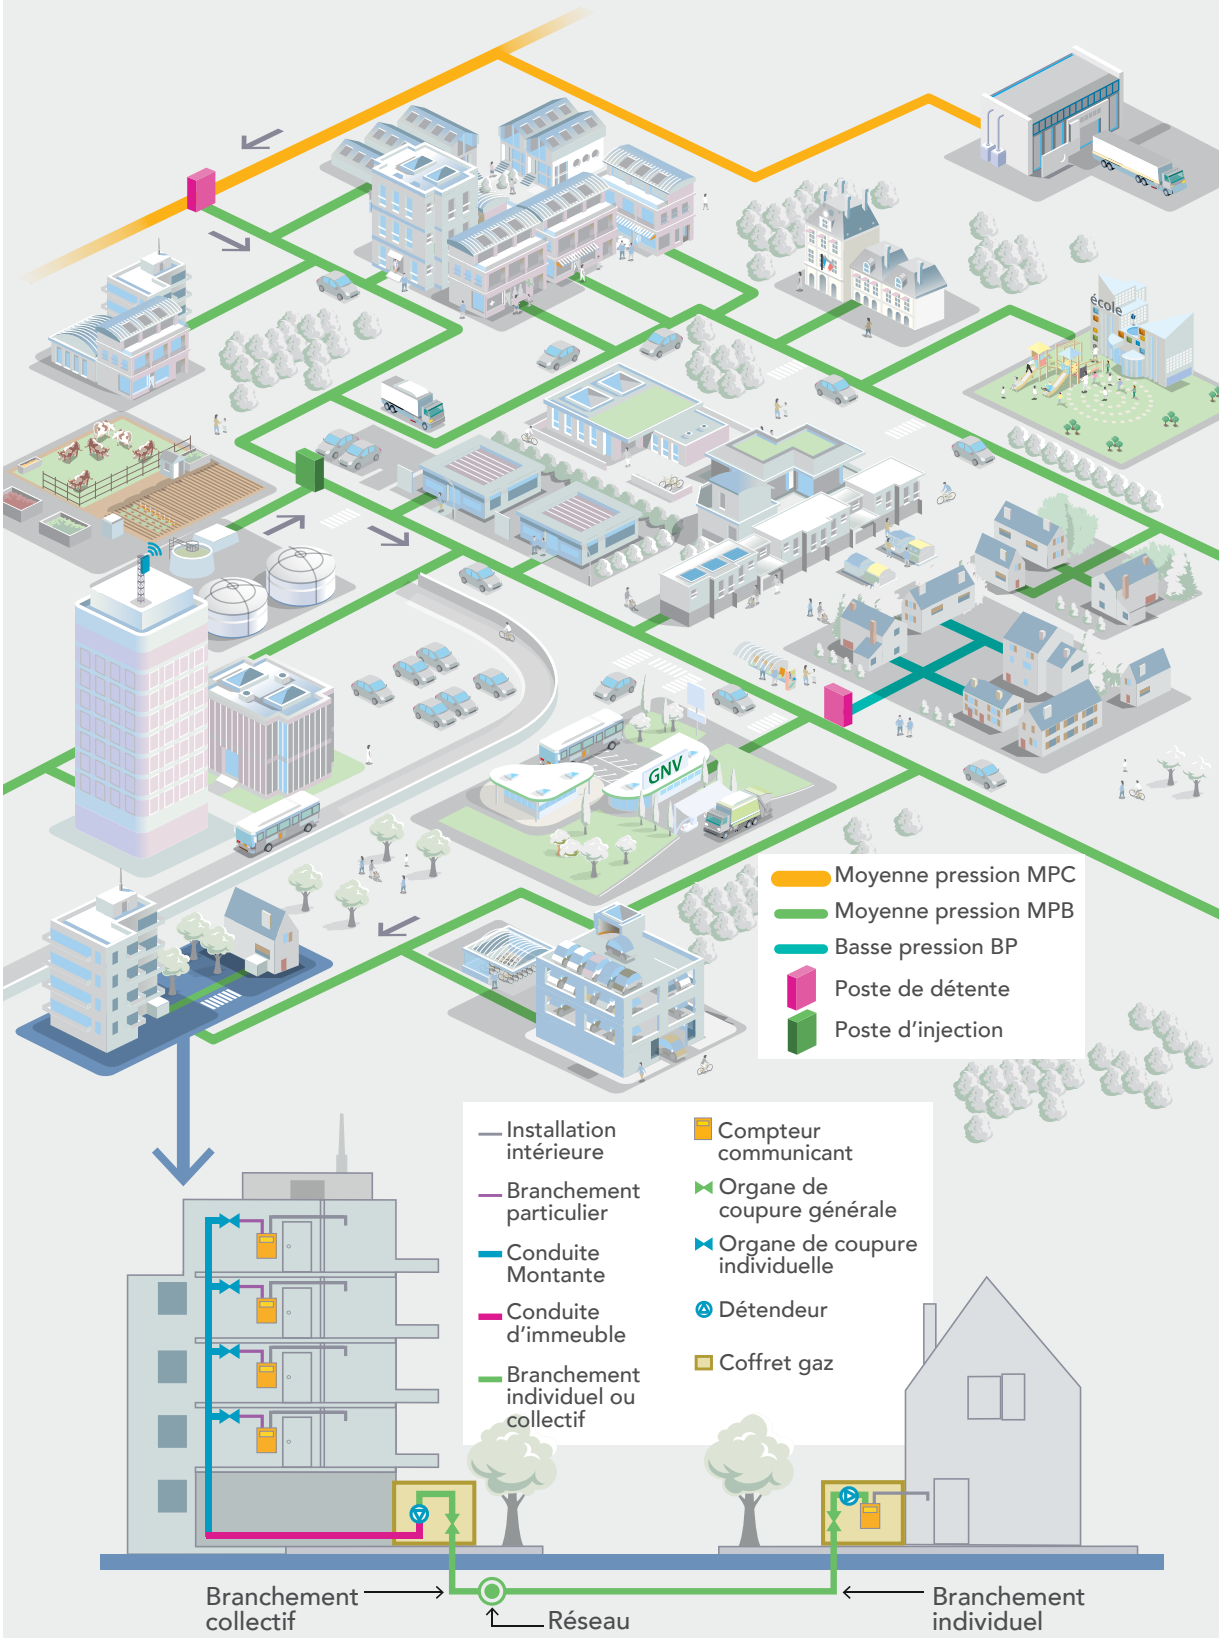 école
GNV
Moyenne pression MPC
Moyenne pression MPB
Basse pression BP
Poste de détente
Poste d'injection
Installation
intérieure
Branchement
particulier
Conduite
Montante
Conduite
d'immeuble
Branchement
individuel ou
collectif
Compteur
communicant
Organe de
coupure générale
Organe de coupure
individuelle
Détendeur
Coffret gaz
Branchement
collectif
Réseau
Branchement
individuel